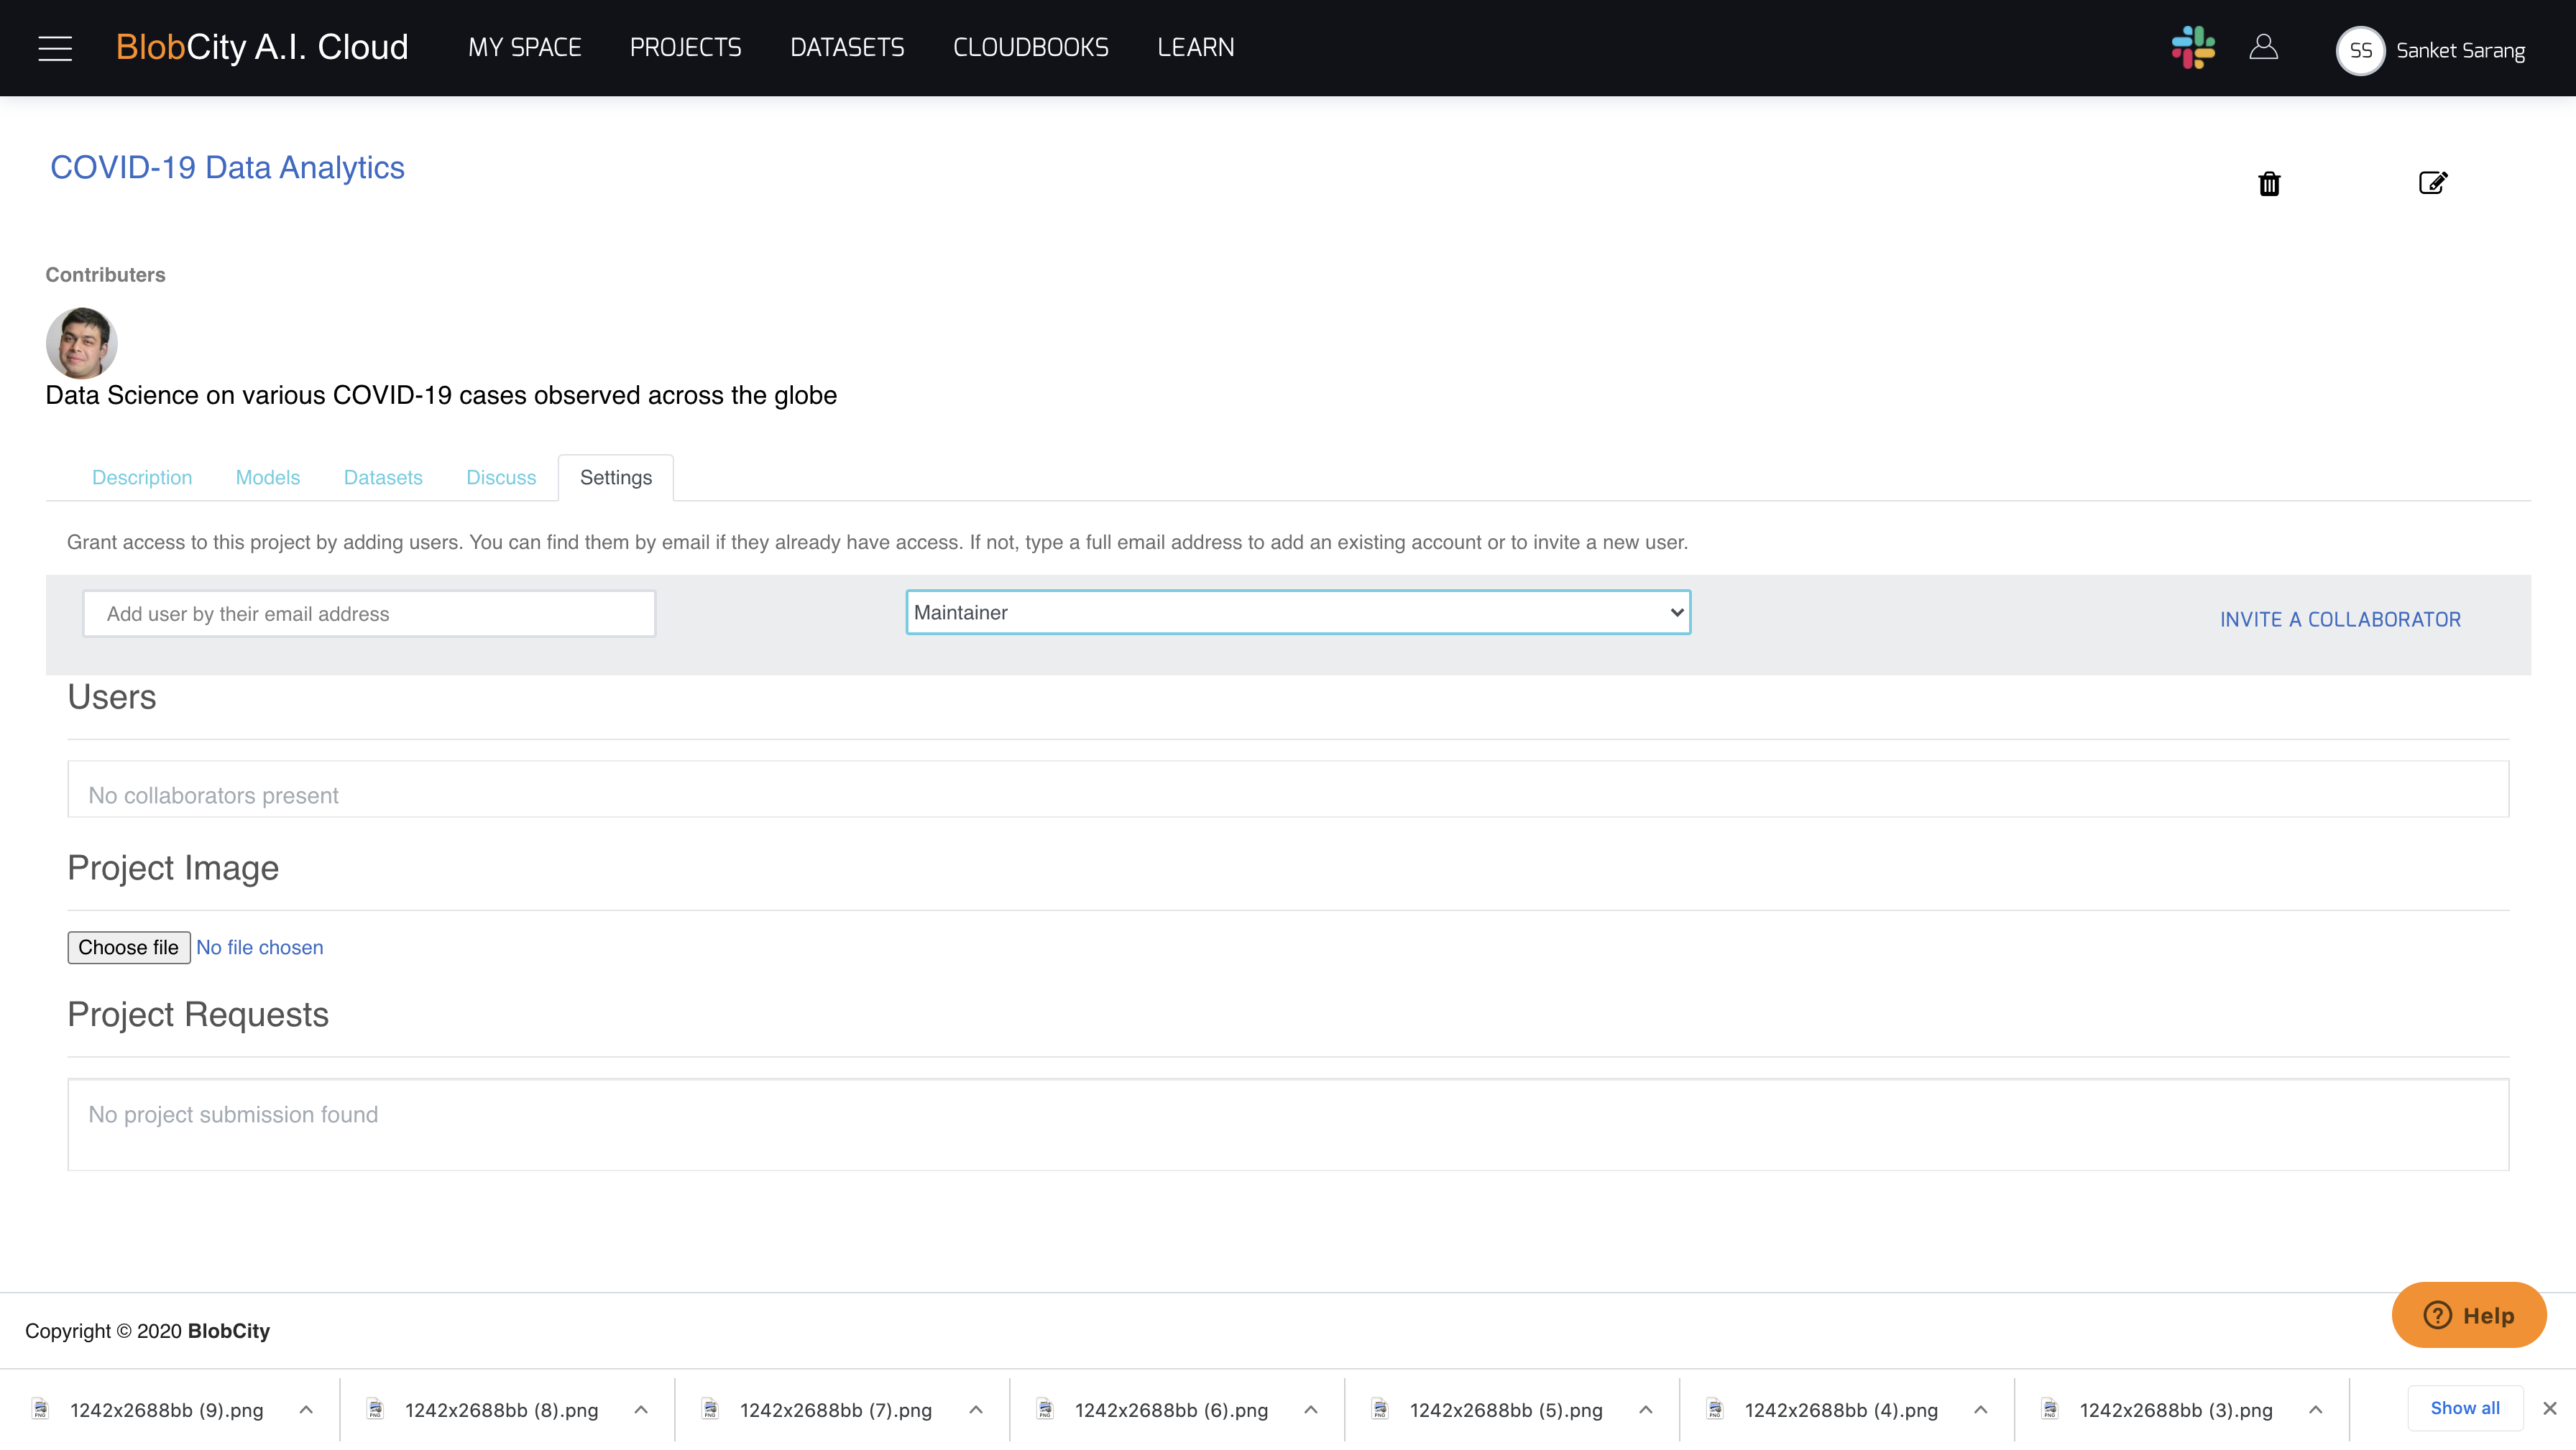 BlobCity A.I. Cloud MY SPACE PROJECTS DATASETS CLOUDBOOKS LEARN SS Sanket Sarang
COVID-19 Data Analytics
Contributers
Data Science on various COVID-19 cases observed across the globe
Description Models Datasets Discuss Settings
Grant access to this project by adding users. You can find them by email if they already have access. If not, type a full email address to add an existing account or to invite a new user.
Add user by their email address Maintainer INVITE A COLLABORATOR
Users
No collaborators present
Project Image
Choose file No file chosen
Project Requests
No project submission found
Help
Copyright © 2020 BlobCity
1242x2688bb (9).png 1242x2688bb (8).png 1242x2688bb (7).png 1242x2688bb (6).png 1242x2688bb (5).png 1242x2688bb (4).png 1242x2688bb (3).png Show all